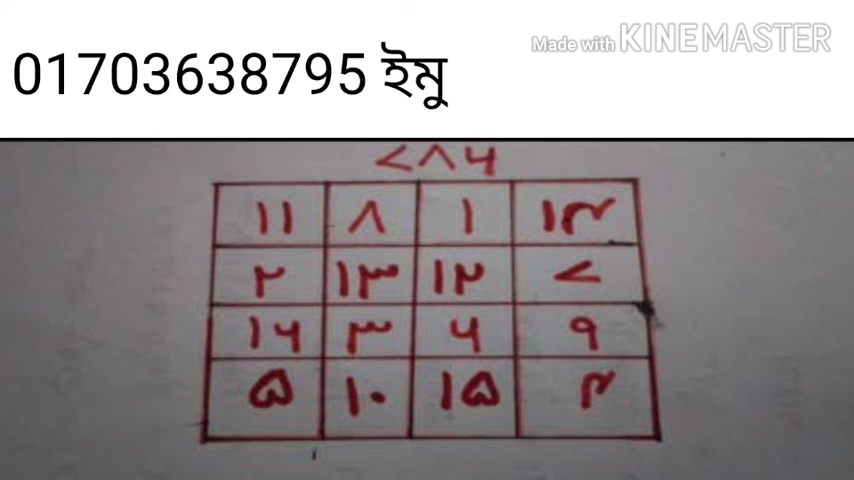 Made with KINEMASTER
01703638795 ইমু
۷۸۶
۱۱ ۸ ۱ ۱۴
۲ ۱۳ ۱۲ ۷
۱۶ ۳ ۶ ۹
۵ ۱۰ ۱۵ ۴